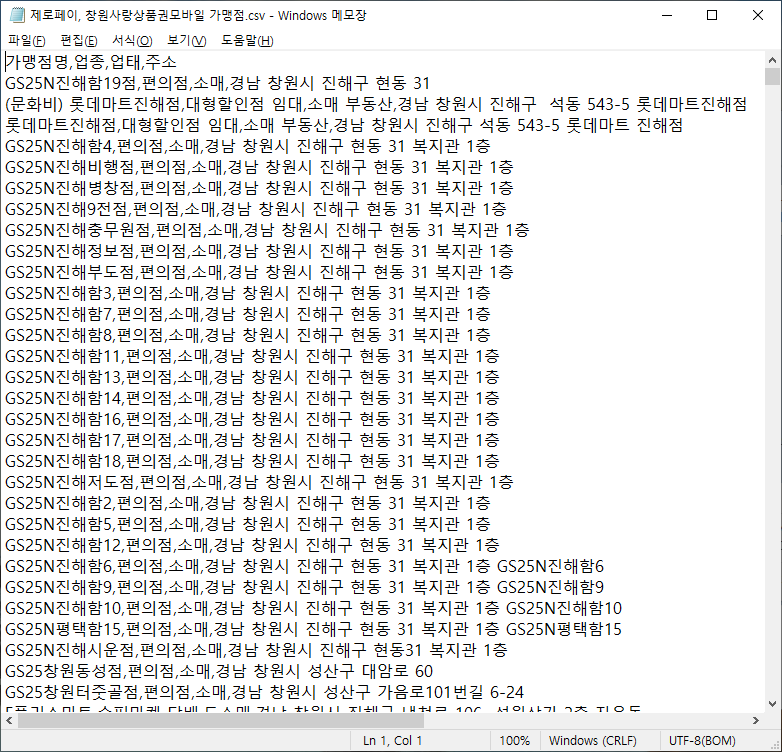 제로페이, 창원사랑상품권모바일 가맹점.csv - Windows 메모장
파일(F) 편집(E) 서식(O) 보기(V) 도움말(H)
가맹점명,업종,업태,주소
GS25N진해함19점,편의점,소매,경남 창원시 진해구 현동 31
(문화비) 롯데마트진해점,대형할인점 임대,소매 부동산,경남 창원시 진해구  석동 543-5 롯데마트진해점
롯데마트진해점,대형할인점 임대,소매 부동산,경남 창원시 진해구 석동 543-5 롯데마트 진해점
GS25N진해함4,편의점,소매,경남 창원시 진해구 현동 31 복지관 1층
GS25N진해비행점,편의점,소매,경남 창원시 진해구 현동 31 복지관 1층
GS25N진해병창점,편의점,소매,경남 창원시 진해구 현동 31 복지관 1층
GS25N진해9전점,편의점,소매,경남 창원시 진해구 현동 31 복지관 1층
GS25N진해충무원점,편의점,소매,경남 창원시 진해구 현동 31 복지관 1층
GS25N진해정보점,편의점,소매,경남 창원시 진해구 현동 31 복지관 1층
GS25N진해부도점,편의점,소매,경남 창원시 진해구 현동 31 복지관 1층
GS25N진해함3,편의점,소매,경남 창원시 진해구 현동 31 복지관 1층
GS25N진해함7,편의점,소매,경남 창원시 진해구 현동 31 복지관 1층
GS25N진해함8,편의점,소매,경남 창원시 진해구 현동 31 복지관 1층
GS25N진해함11,편의점,소매,경남 창원시 진해구 현동 31 복지관 1층
GS25N진해함13,편의점,소매,경남 창원시 진해구 현동 31 복지관 1층
GS25N진해함14,편의점,소매,경남 창원시 진해구 현동 31 복지관 1층
GS25N진해함16,편의점,소매,경남 창원시 진해구 현동 31 복지관 1층
GS25N진해함17,편의점,소매,경남 창원시 진해구 현동 31 복지관 1층
GS25N진해함18,편의점,소매,경남 창원시 진해구 현동 31 복지관 1층
GS25N진해저도점,편의점,소매,경남 창원시 진해구 현동 31 복지관 1층
GS25N진해함2,편의점,소매,경남 창원시 진해구 현동 31 복지관 1층
GS25N진해함5,편의점,소매,경남 창원시 진해구 현동 31 복지관 1층
GS25N진해함12,편의점,소매,경남 창원시 진해구 현동 31 복지관 1층
GS25N진해함6,편의점,소매,경남 창원시 진해구 현동 31 복지관 1층 GS25N진해함6
GS25N진해함9,편의점,소매,경남 창원시 진해구 현동 31 복지관 1층 GS25N진해함9
GS25N진해함10,편의점,소매,경남 창원시 진해구 현동 31 복지관 1층 GS25N진해함10
GS25N평택함15,편의점,소매,경남 창원시 진해구 현동 31 복지관 1층 GS25N평택함15
GS25N진해시운점,편의점,소매,경남 창원시 진해구 현동31 복지관 1층
GS25창원동성점,편의점,소매,경남 창원시 성산구 대암로 60
GS25창원터줏골점,편의점,소매,경남 창원시 성산구 가음로101번길 6-24
Ln 1, Col 1 100% Windows (CRLF) UTF-8(BOM)